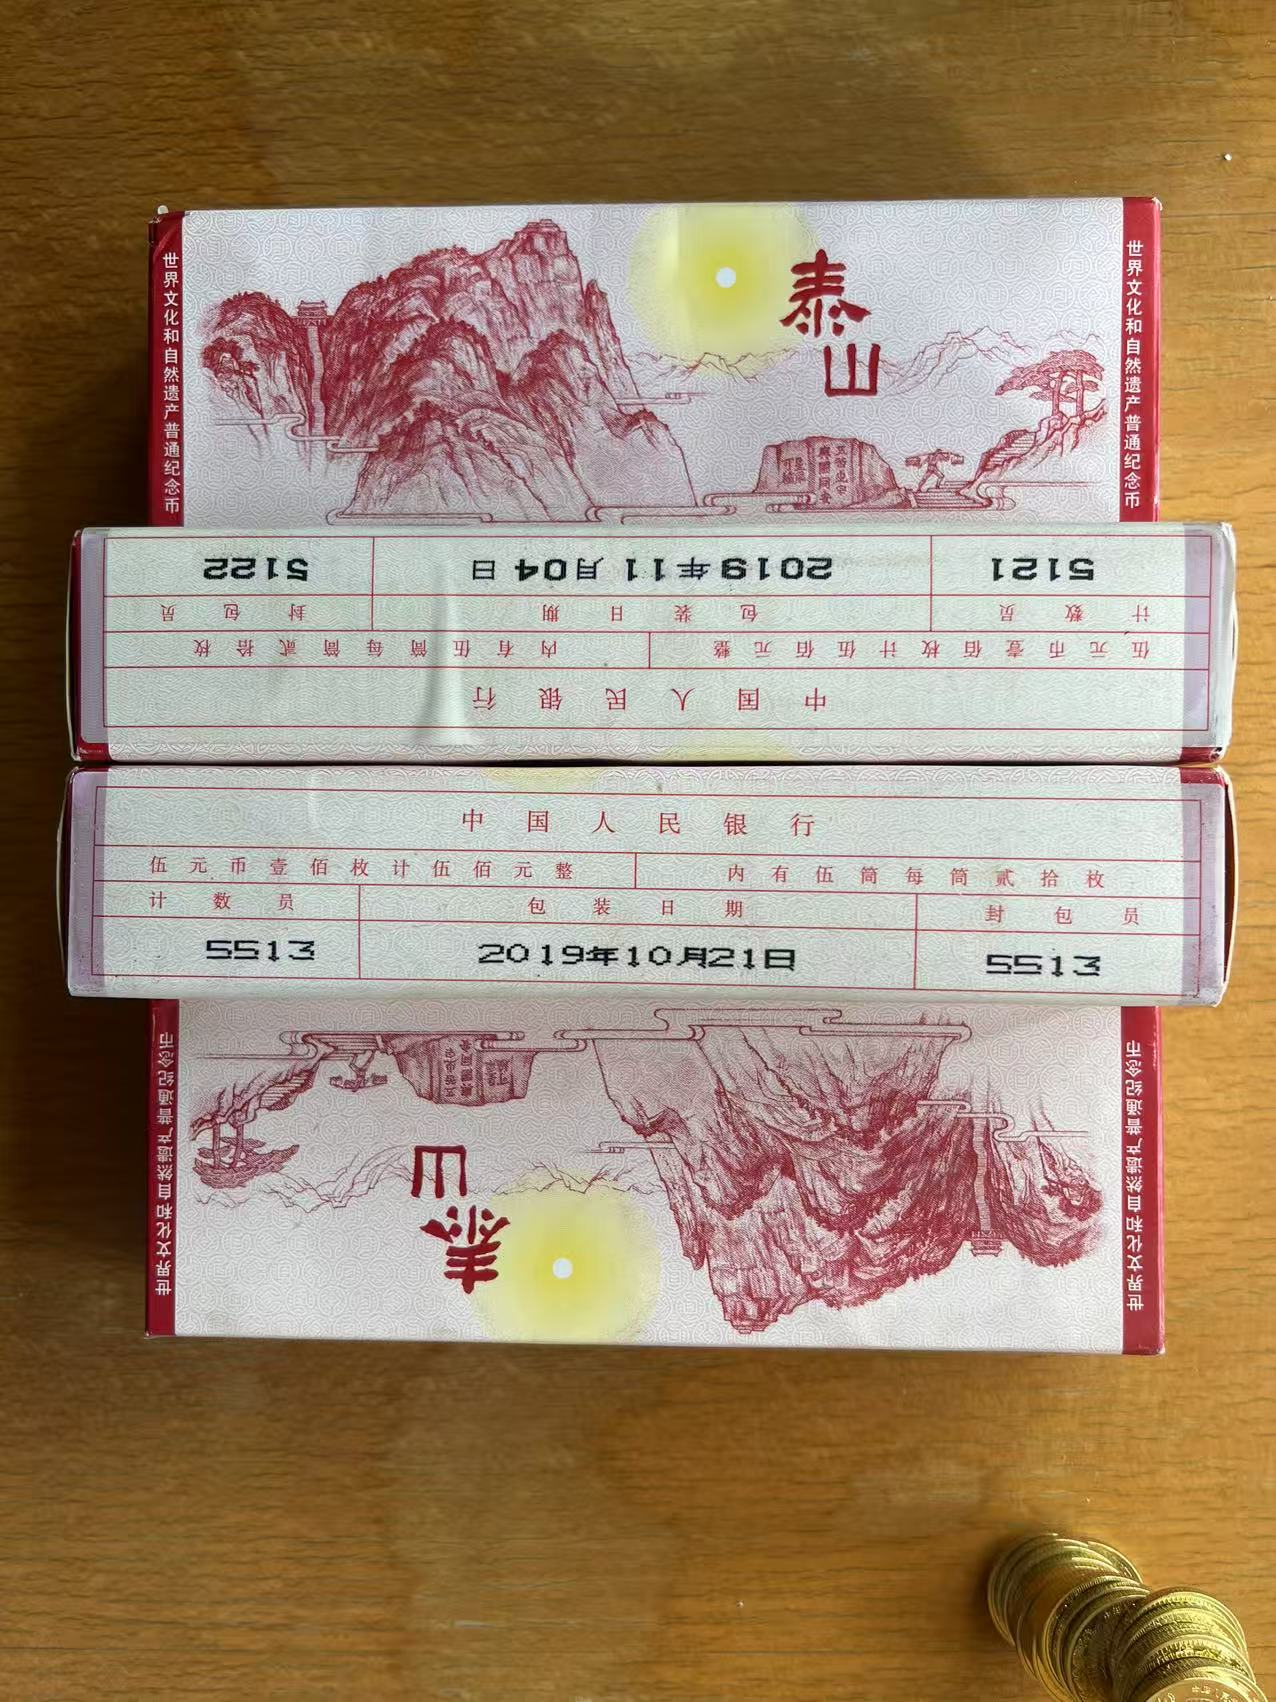 世界文化和自然遗产普通纪念币
泰山
世界文化和自然遗产普通纪念币
五岳独尊
昂头天外
中国人民银行
伍元币壹佰枚计伍佰元整 内有伍筒每筒贰拾枚
计数员 包装日期 封包员
5121 2019年11月04日 5122
中国人民银行
伍元币壹佰枚计伍佰元整 内有伍筒每筒贰拾枚
计数员 包装日期 封包员
5513 2019年10月21日 5513
世界文化和自然遗产普通纪念币
泰山
世界文化和自然遗产普通纪念币